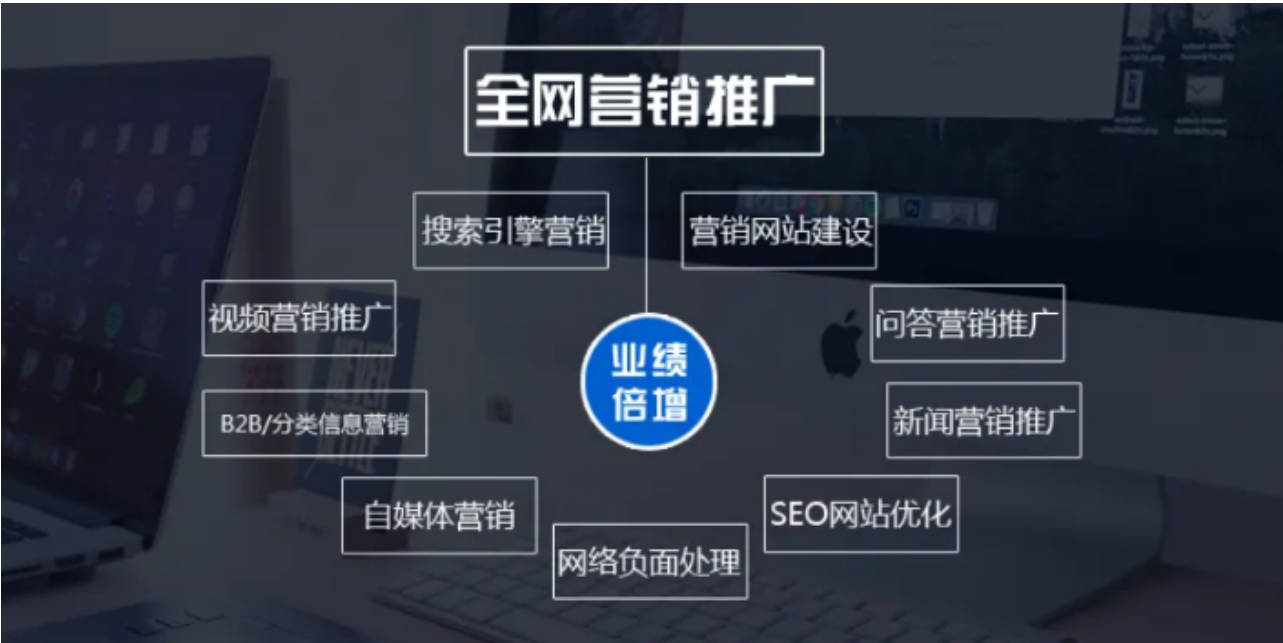 全网营销推广
搜索引擎营销
营销网站建设
视频营销推广
问答营销推广
业绩
倍增
B2B/分类信息营销
新闻营销推广
自媒体营销
SEO网站优化
网络负面处理